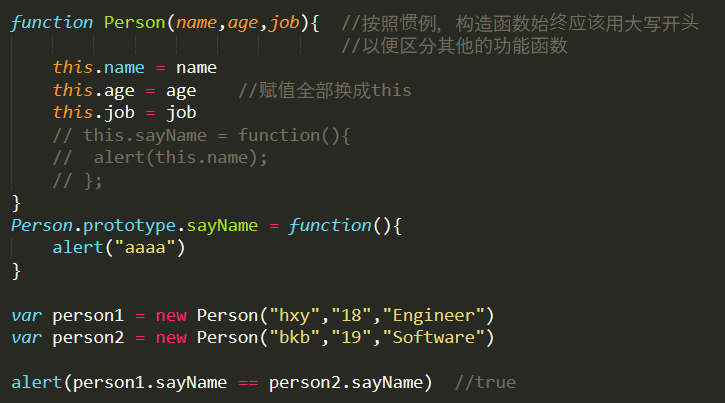 function Person(name,age,job){  //按照惯例，构造函数始终应该用大写开头
//以便区分其他的功能函数
this.name = name
this.age = age    //赋值全部换成this
this.job = job
// this.sayName = function(){
//  alert(this.name);
// };
}
Person.prototype.sayName = function(){
alert("aaaa")
}
var person1 = new Person("hxy","18","Engineer")
var person2 = new Person("bkb","19","Software")
alert(person1.sayName == person2.sayName)  //true